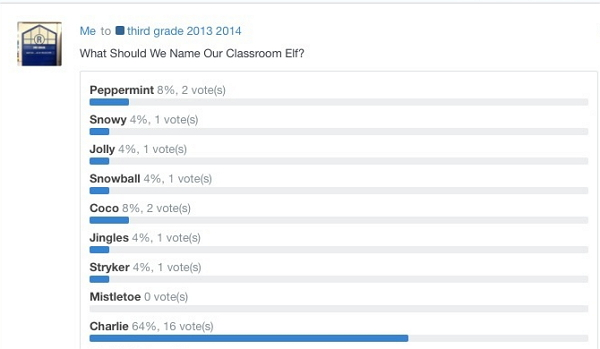 Me to third grade 2013 2014
What Should We Name Our Classroom Elf?
Peppermint 8%, 2 vote(s)
Snowy 4%, 1 vote(s)
Jolly 4%, 1 vote(s)
Snowball 4%, 1 vote(s)
Coco 8%, 2 vote(s)
Jingles 4%, 1 vote(s)
Stryker 4%, 1 vote(s)
Mistletoe 0 vote(s)
Charlie 64%, 16 vote(s)